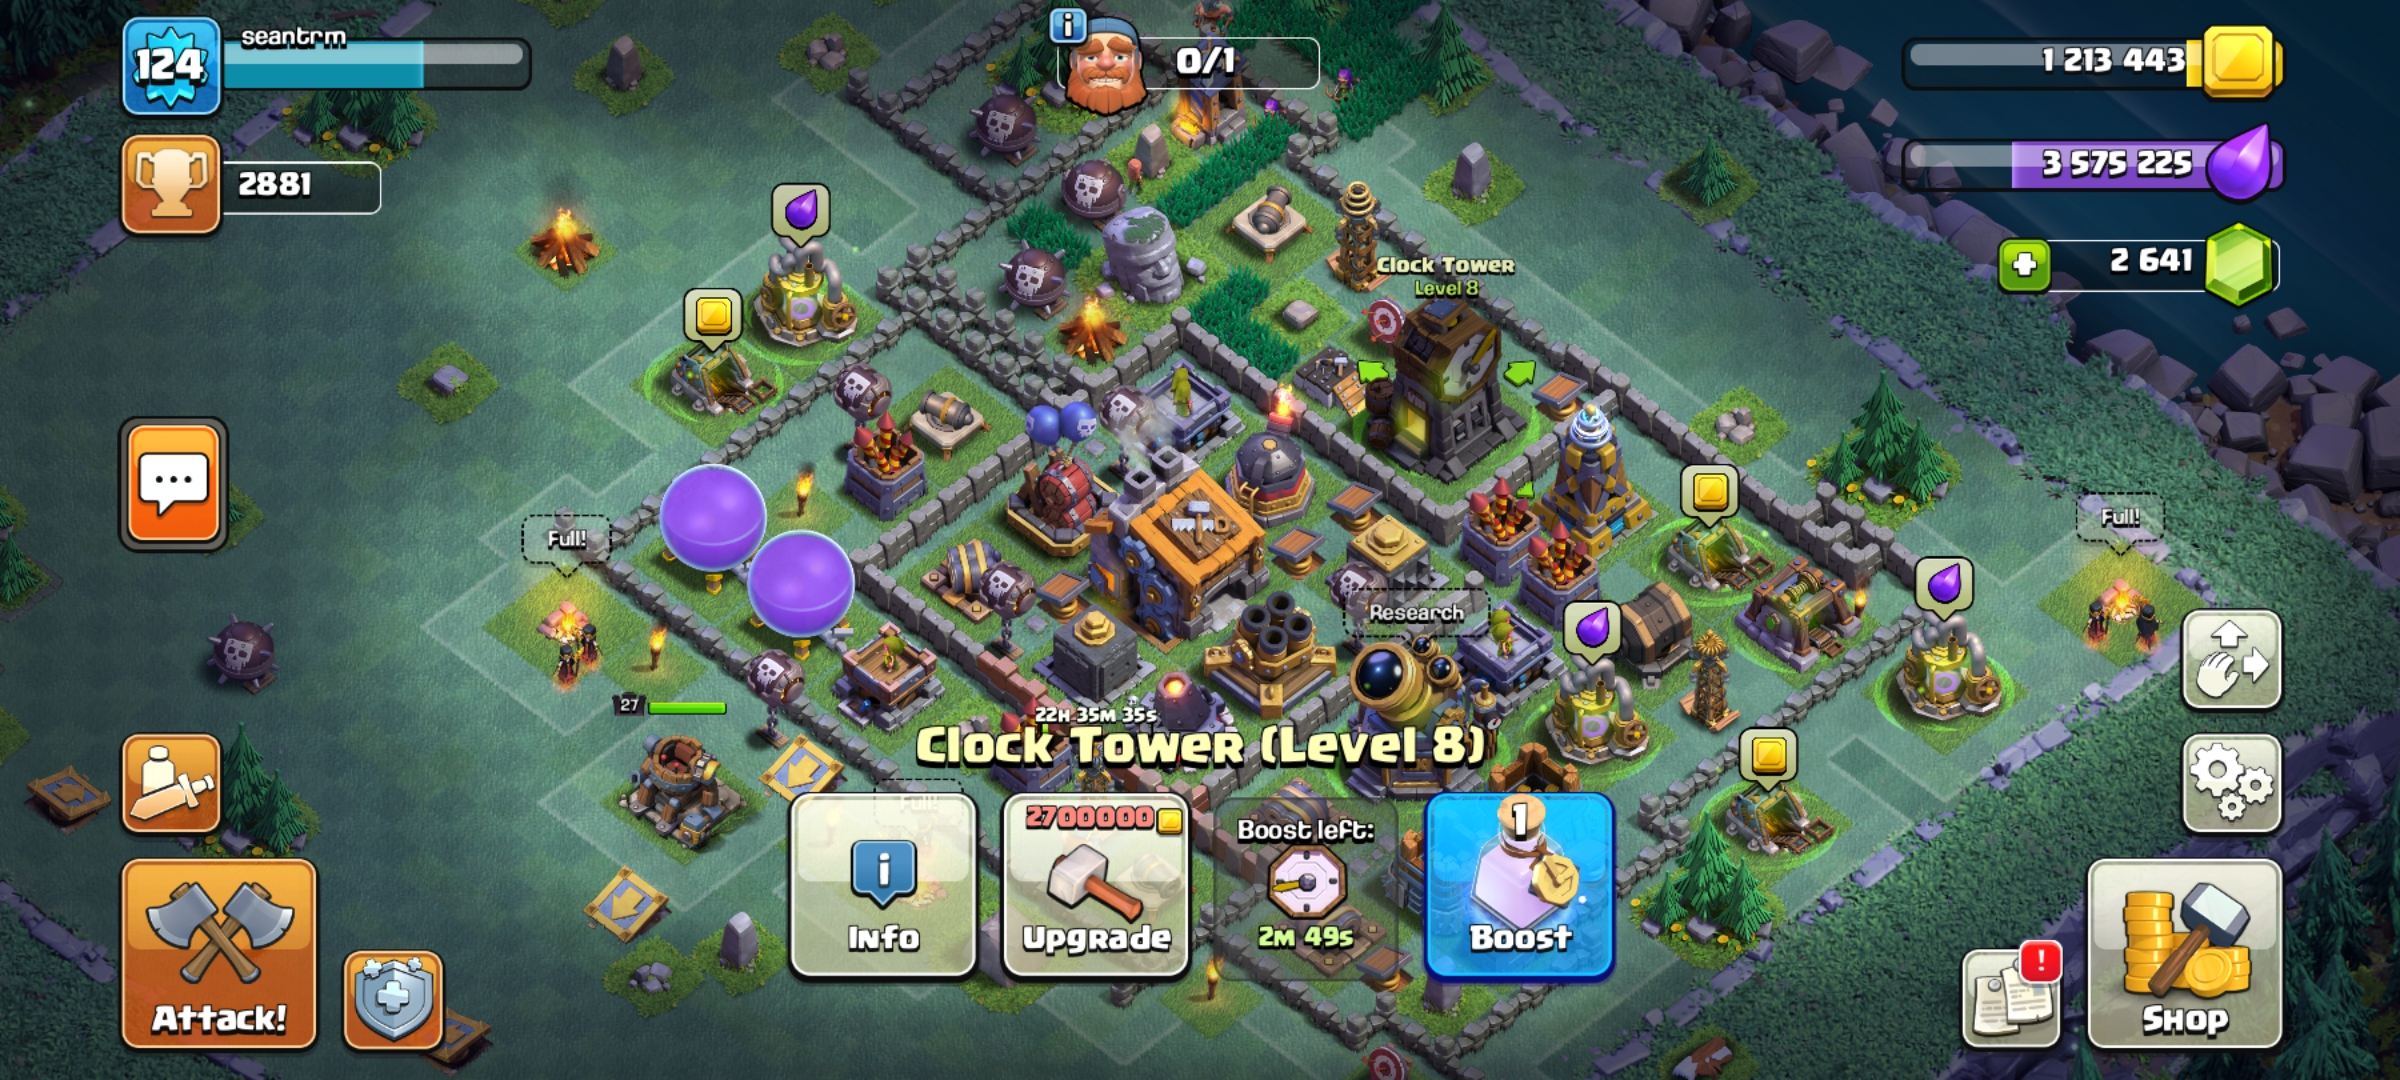 124
seantrm
0/1
1 213 443
2881
3 575 225
2 641
Clock Tower
Level 8
Full!
Full!
Research
27
22H 35M 35s
Clock Tower (Level 8)
Full!
2700000
Boost left:
1
Info
Upgrade
2M 49s
Boost
Attack!
!
Shop